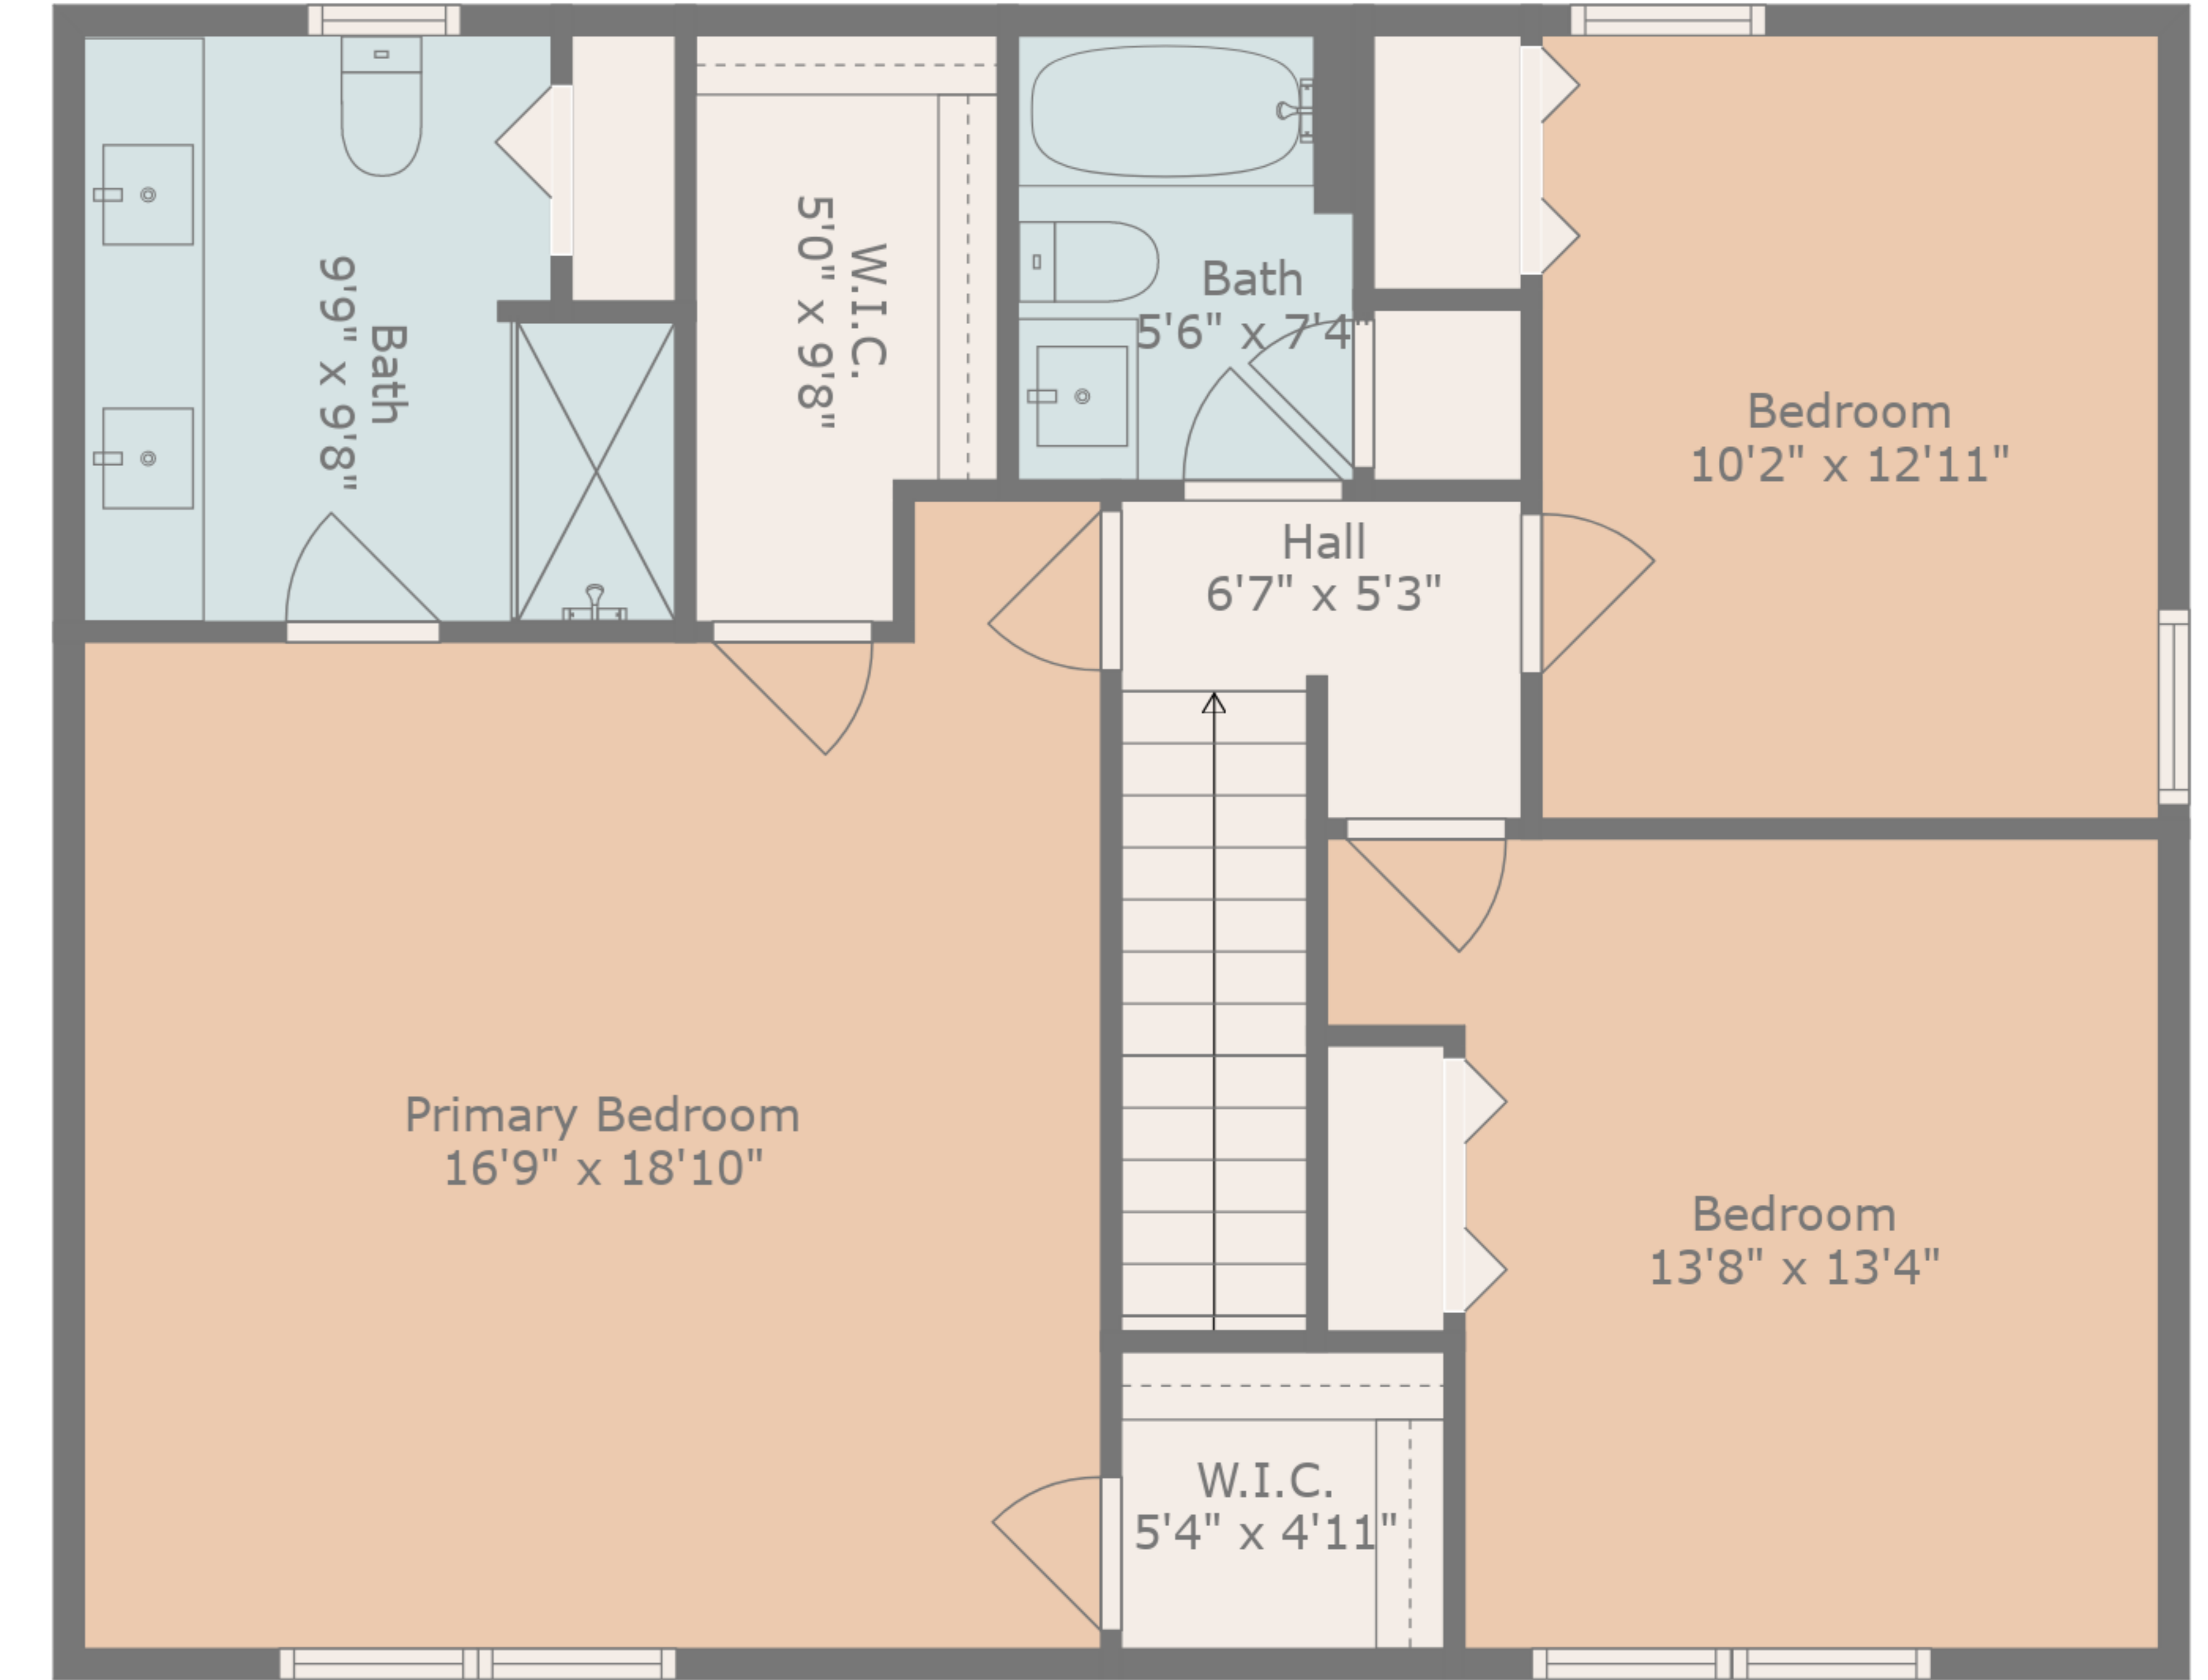 Bath
9'9" x 9'8"
W.I.C.
5'0" x 9'8"
Bath
5'6" x 7'4"
Bedroom
10'2" x 12'11"
Hall
6'7" x 5'3"
Primary Bedroom
16'9" x 18'10"
Bedroom
13'8" x 13'4"
W.I.C.
5'4" x 4'11"